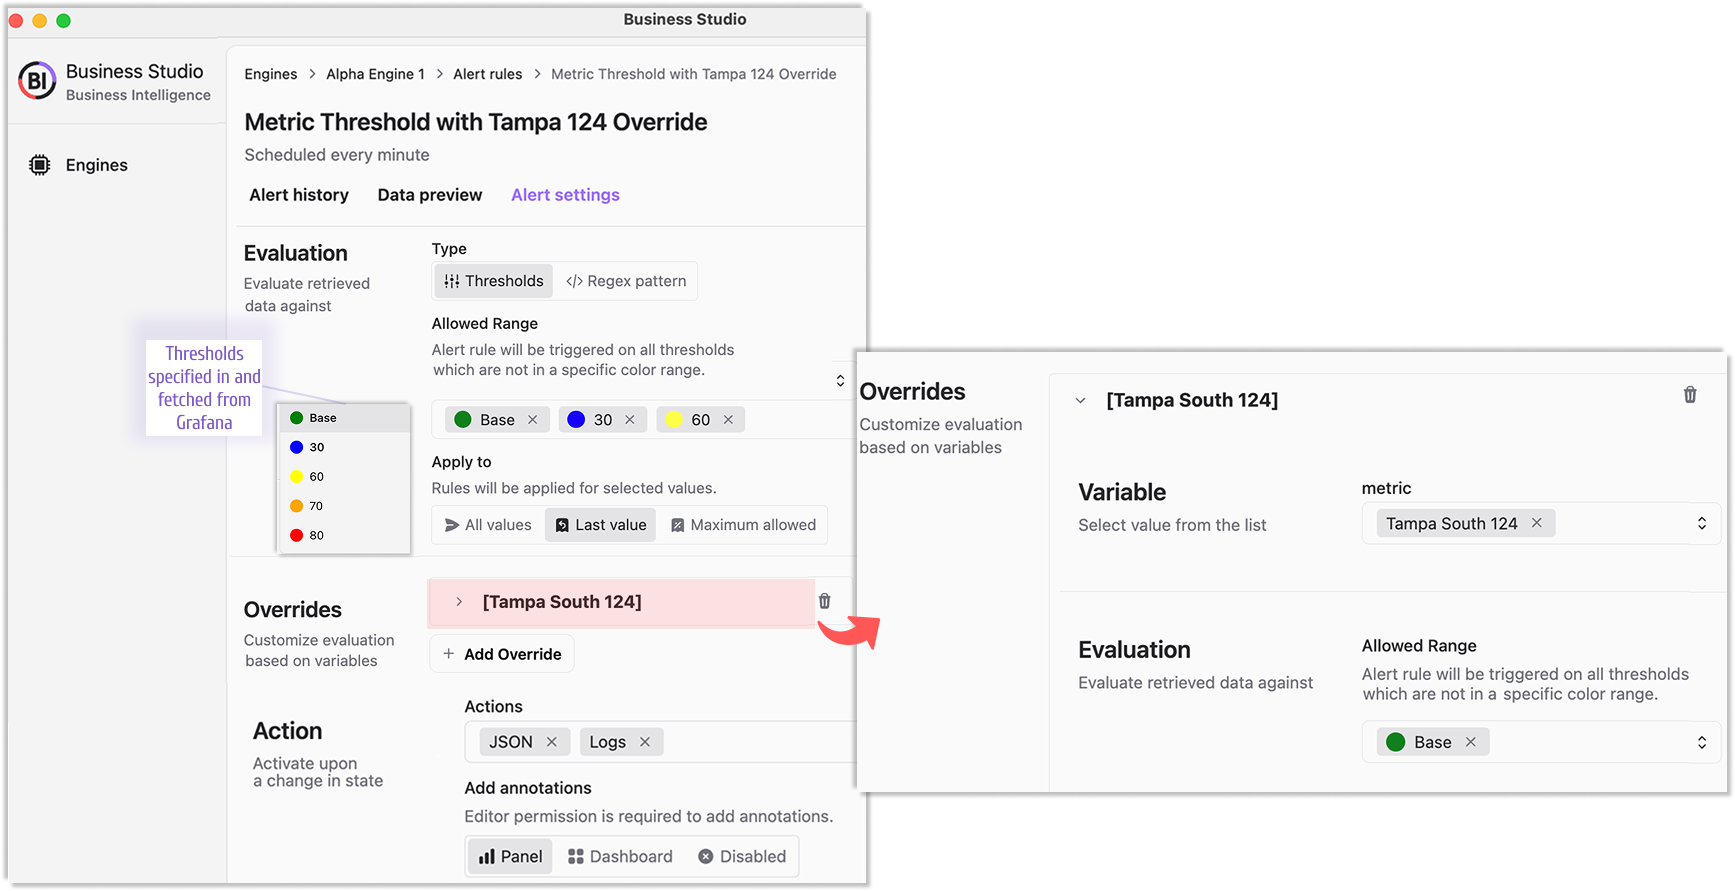 Business Studio
BI
Business Studio
Business Intelligence
Engines
Engines > Alpha Engine 1 > Alert rules > Metric Threshold with Tampa 124 Override
Metric Threshold with Tampa 124 Override
Scheduled every minute
Alert history Data preview Alert settings
Evaluation
Evaluate retrieved
data against
Type
Thresholds </> Regex pattern
Allowed Range
Alert rule will be triggered on all thresholds
which are not in a specific color range.
Base × 30 × 60 ×
Thresholds
specified in and
fetched from
Grafana
Base
30
60
70
80
Apply to
Rules will be applied for selected values.
All values Last value Maximum allowed
Overrides
Customize evaluation
based on variables
> [Tampa South 124]
+ Add Override
Action
Activate upon
a change in state
Actions
JSON × Logs ×
Add annotations
Editor permission is required to add annotations.
Panel Dashboard Disabled
Overrides
Customize evaluation
based on variables
[Tampa South 124]
Variable
Select value from the list
metric
Tampa South 124 ×
Evaluation
Evaluate retrieved data against
Allowed Range
Alert rule will be triggered on all thresholds
which are not in a specific color range.
Base ×